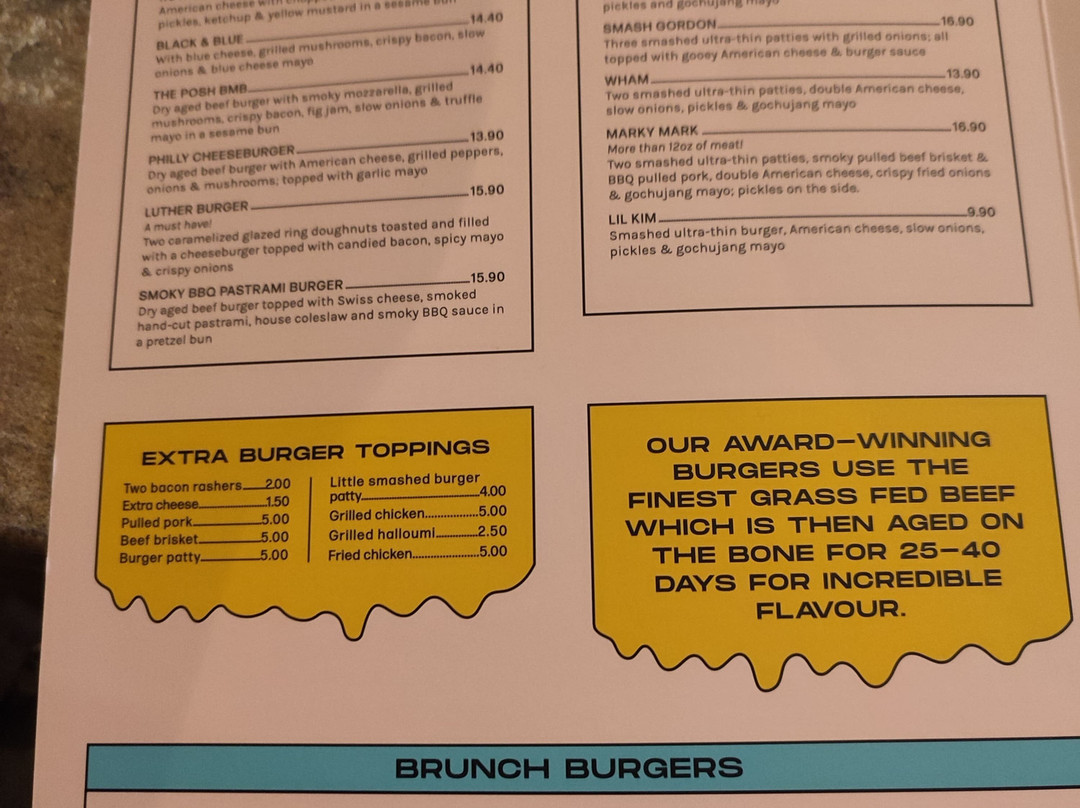 American cheese with
pickles, ketchup & yellow mustard in a sesame bun
BLACK & BLUE 14.40
With blue cheese, grilled mushrooms, crispy bacon, slow
onions & blue cheese mayo
THE POSH BMB 14.40
Dry aged beef burger with smoky mozzarella, grilled
mushrooms, crispy bacon, fig jam, slow onions & truffle
mayo in a sesame bun
PHILLY CHEESEBURGER 13.90
Dry aged beef burger with American cheese, grilled peppers,
onions & mushrooms; topped with garlic mayo
LUTHER BURGER 15.90
A must have!
Two caramelized glazed ring doughnuts toasted and filled
with a cheeseburger topped with candied bacon, spicy mayo
& crispy onions
SMOKY BBQ PASTRAMI BURGER 15.90
Dry aged beef burger topped with Swiss cheese, smoked
hand-cut pastrami, house coleslaw and smoky BBQ sauce in
a pretzel bun
pickles and gochujang mayo
SMASH GORDON 16.90
Three smashed ultra-thin patties with grilled onions; all
topped with gooey American cheese & burger sauce
WHAM 13.90
Two smashed ultra-thin patties, double American cheese,
slow onions, pickles & gochujang mayo
MARKY MARK 16.90
More than 12oz of meat!
Two smashed ultra-thin patties, smoky pulled beef brisket &
BBQ pulled pork, double American cheese, crispy fried onions
& gochujang mayo; pickles on the side.
LIL KIM 9.90
Smashed ultra-thin burger, American cheese, slow onions,
pickles & gochujang mayo
EXTRA BURGER TOPPINGS
Two bacon rashers 2.00
Extra cheese 1.50
Pulled pork 5.00
Beef brisket 5.00
Burger patty 5.00
Little smashed burger
patty 4.00
Grilled chicken 5.00
Grilled halloumi 2.50
Fried chicken 5.00
OUR AWARD-WINNING
BURGERS USE THE
FINEST GRASS FED BEEF
WHICH IS THEN AGED ON
THE BONE FOR 25-40
DAYS FOR INCREDIBLE
FLAVOUR.
BRUNCH BURGERS